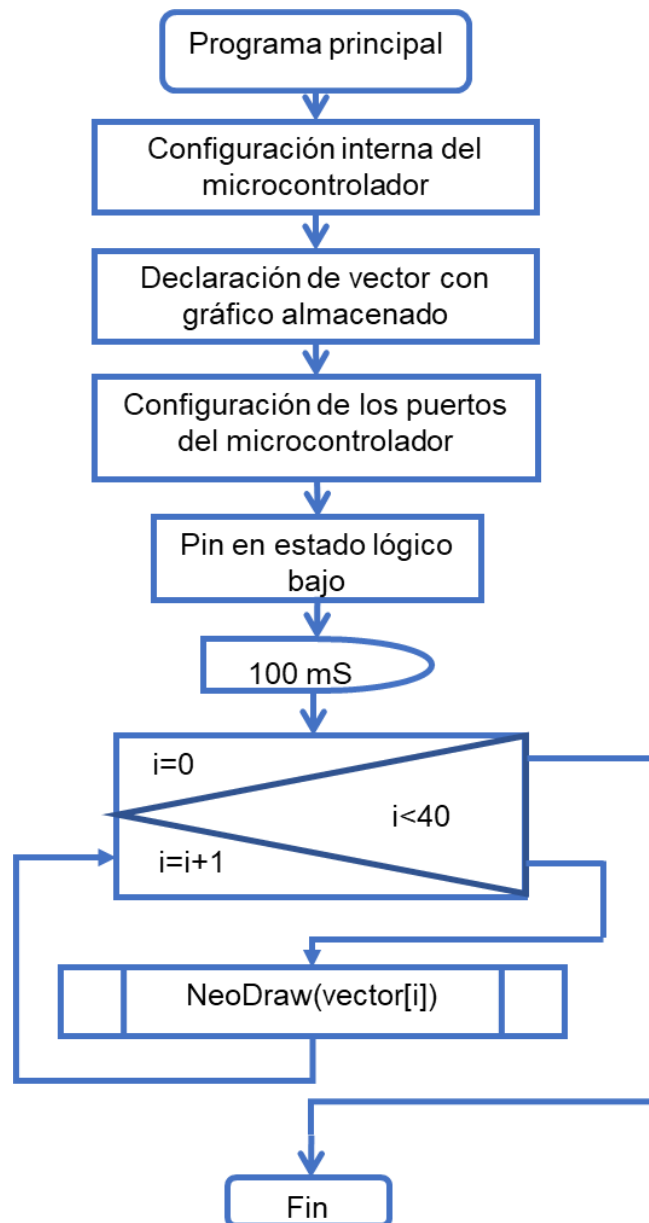 Programa principal
Configuración interna del
microcontrolador
Declaración de vector con
gráfico almacenado
Configuración de los puertos
del microcontrolador
Pin en estado lógico
bajo
100 mS
i=0
i<40
i=i+1
NeoDraw(vector[i])
Fin